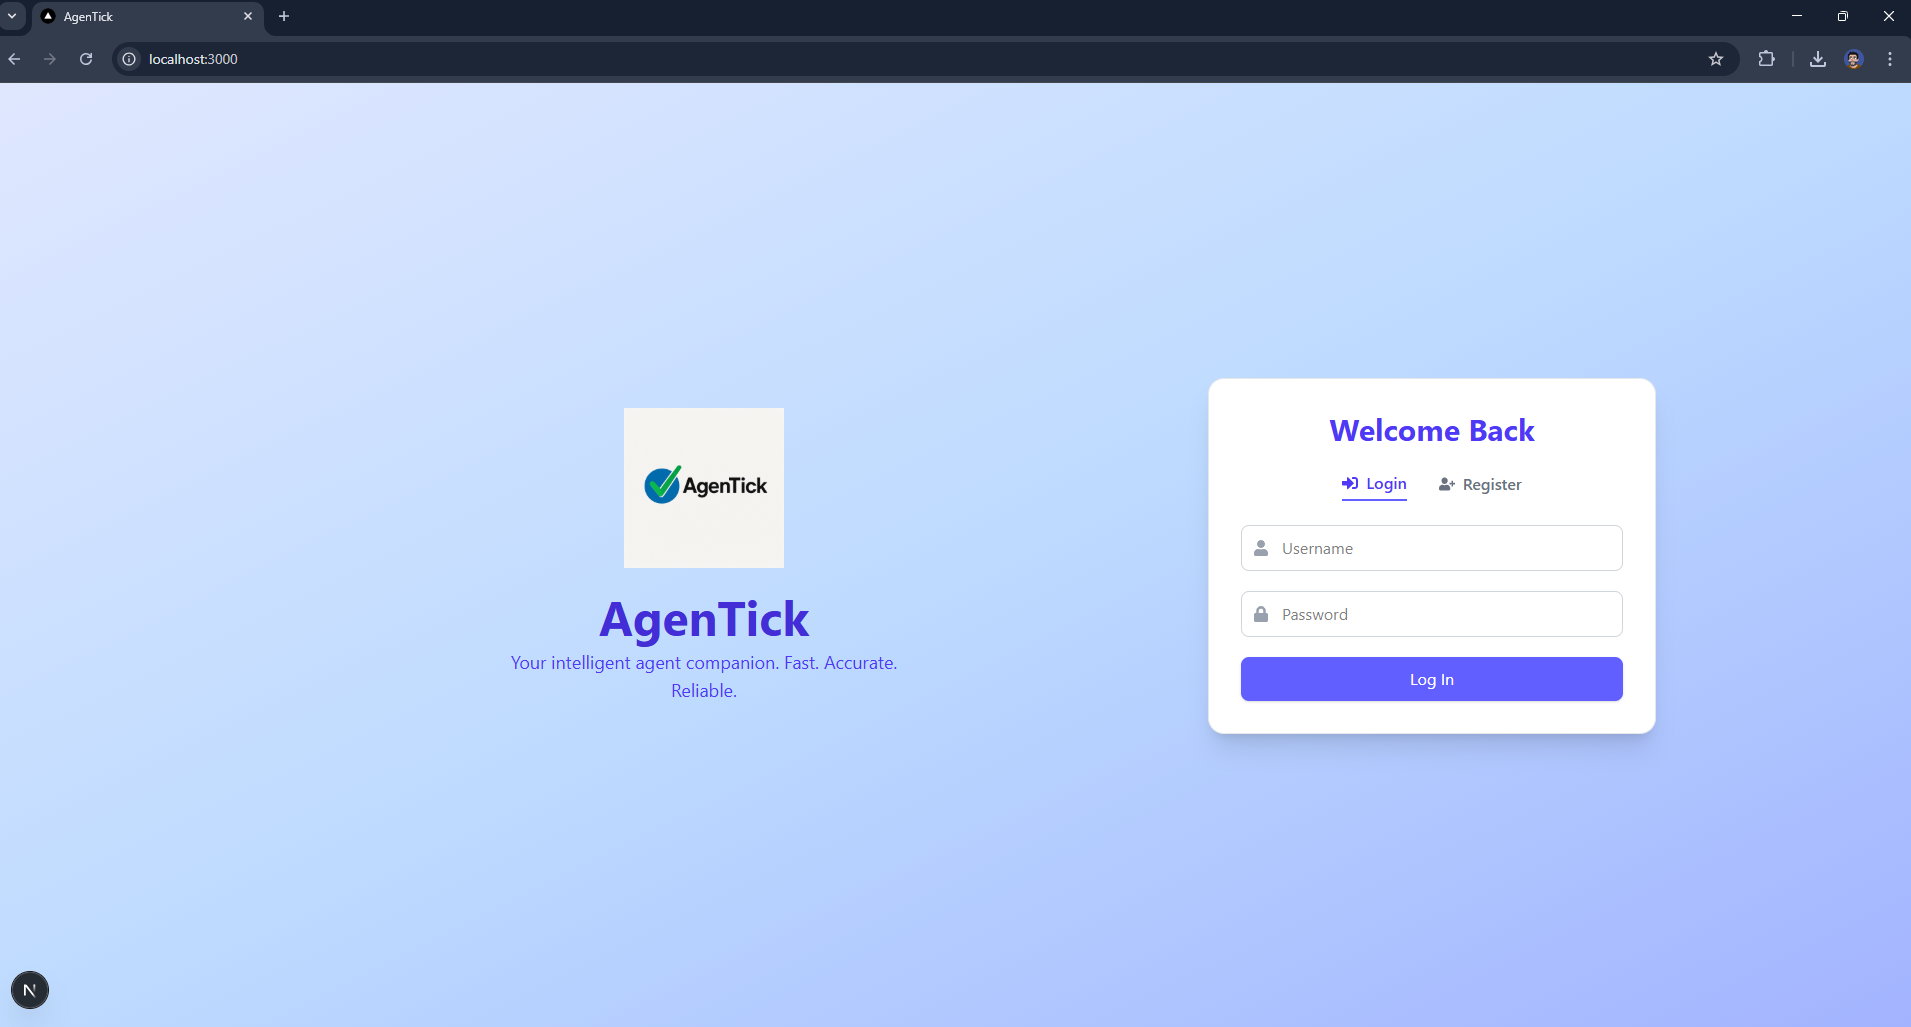 AgenTick
localhost:3000
AgenTick
AgenTick
Your intelligent agent companion. Fast. Accurate.
Reliable.
Welcome Back
Login Register
Username
Password
Log In
N